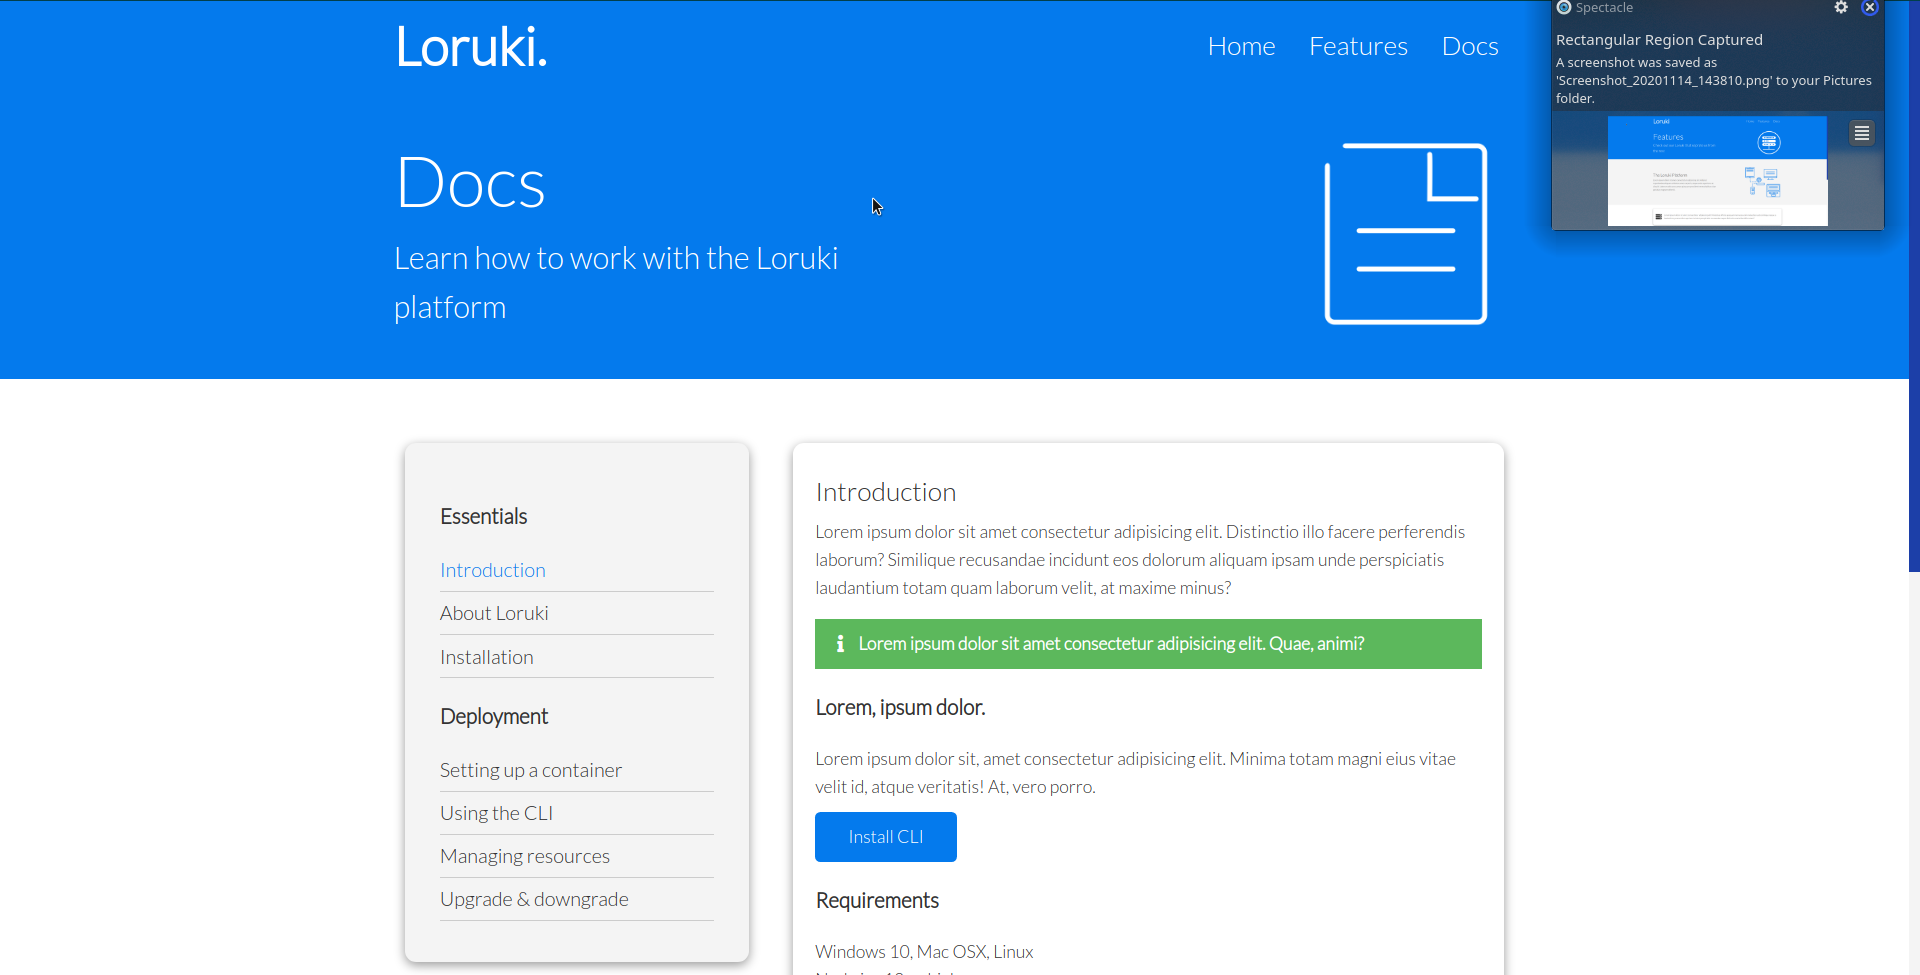 Loruki.
Home Features Docs
Spectacle
Rectangular Region Captured
A screenshot was saved as
'Screenshot_20201114_143810.png' to your Pictures
folder.
Loruki
Features
Docs
Learn how to work with the Loruki
platform
Essentials
Introduction
About Loruki
Installation
Deployment
Setting up a container
Using the CLI
Managing resources
Upgrade & downgrade
Introduction
Lorem ipsum dolor sit amet consectetur adipisicing elit. Distinctio illo facere perferendis
laborum? Similique recusandae incidunt eos dolorum aliquam ipsam unde perspiciatis
laudantium totam quam laborum velit, at maxime minus?
Lorem ipsum dolor sit amet consectetur adipisicing elit. Quae, animi?
Lorem, ipsum dolor.
Lorem ipsum dolor sit, amet consectetur adipisicing elit. Minima totam magni eius vitae
velit id, atque veritatis! At, vero porro.
Install CLI
Requirements
Windows 10, Mac OSX, Linux